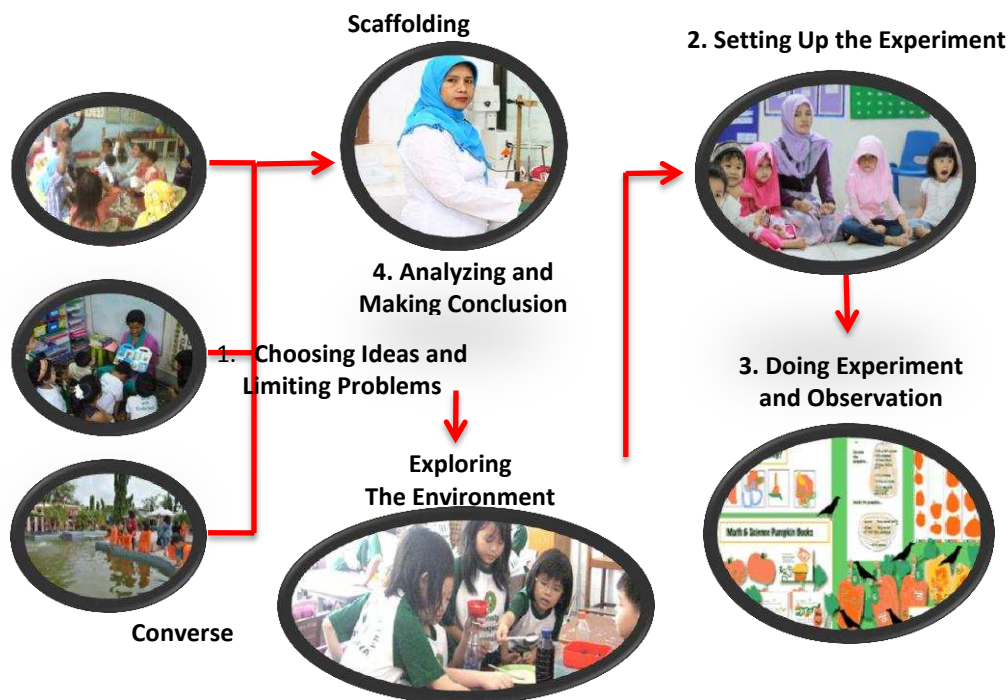 Scaffolding
2. Setting Up the Experiment
4. Analyzing and
Making Conclusion
1. Choosing Ideas and
Limiting Problems
3. Doing Experiment
and Observation
Exploring
The Environment
Math & Science Pumpkin Books
Converse